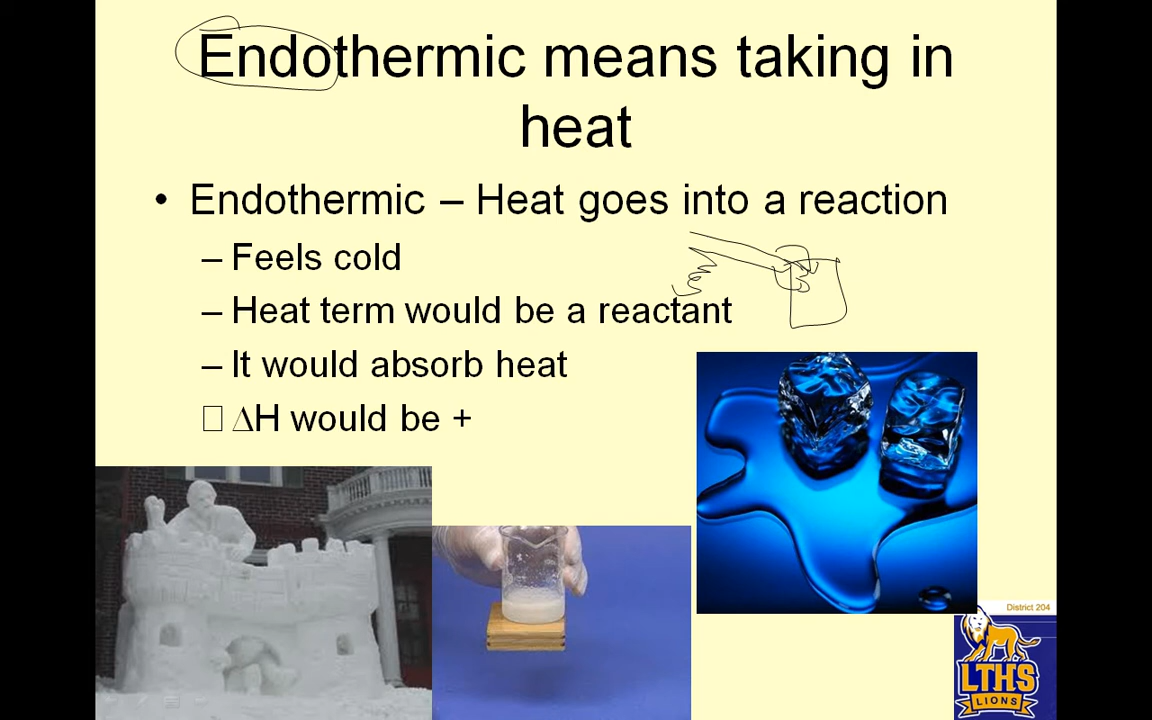 Endothermic means taking in
heat
• Endothermic – Heat goes into a reaction
– Feels cold
– Heat term would be a reactant
– It would absorb heat
□ ∆H would be +
District 204
LTHS
LIONS